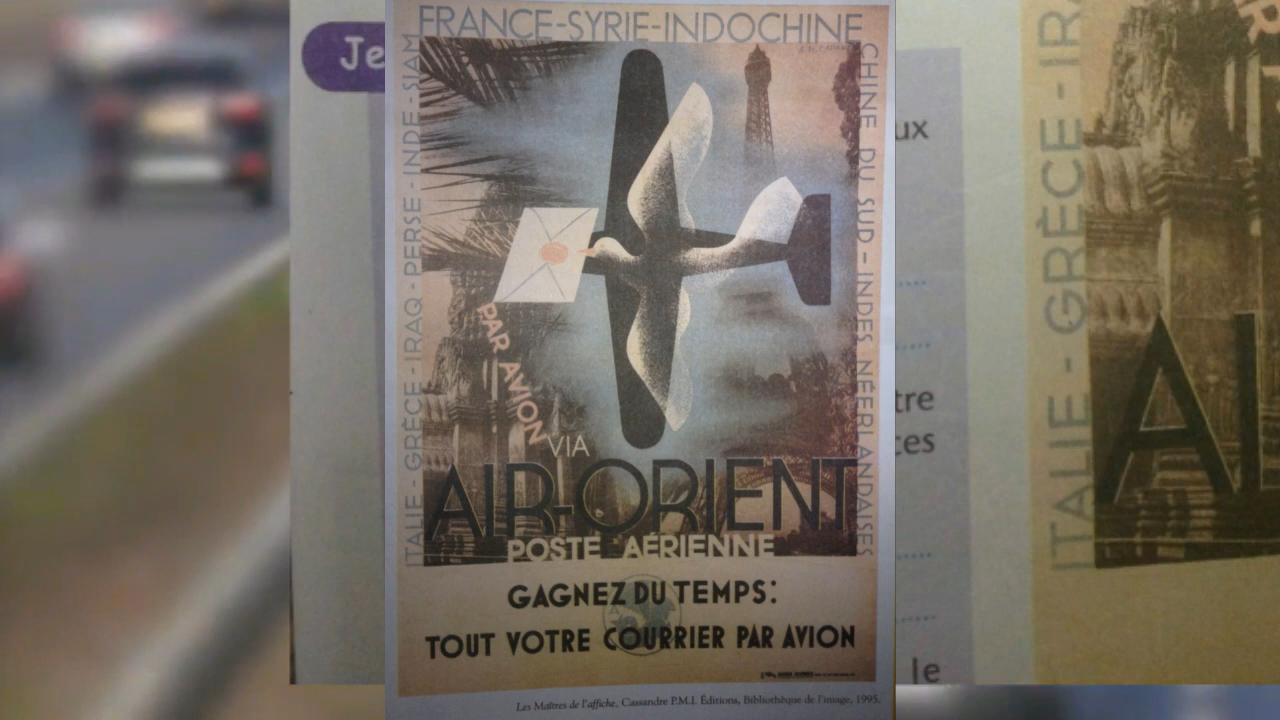 Je
FRANCE-SYRIE-INDOCHINE
ITALIE - GRÈCE - IRAQ - PERSE - INDE - SIAM
CHINE DU SUD - INDES NÉERLANDAISES
PAR AVION
VIA
AIR-ORIENT
POSTE AÉRIENNE
GAGNEZ DU TEMPS:
TOUT VOTRE COURRIER PAR AVION
Les Maîtres de l'affiche, Cassandre P.M.I. Éditions, Bibliothèque de l'image, 1995.
ux
tre
ces
le
ITALIE - GRÈCE - IR
AI